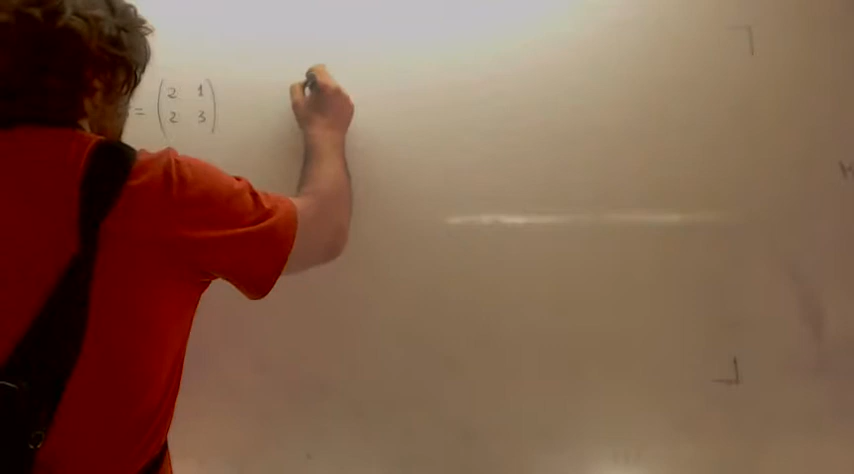 = (2 1
2 3)